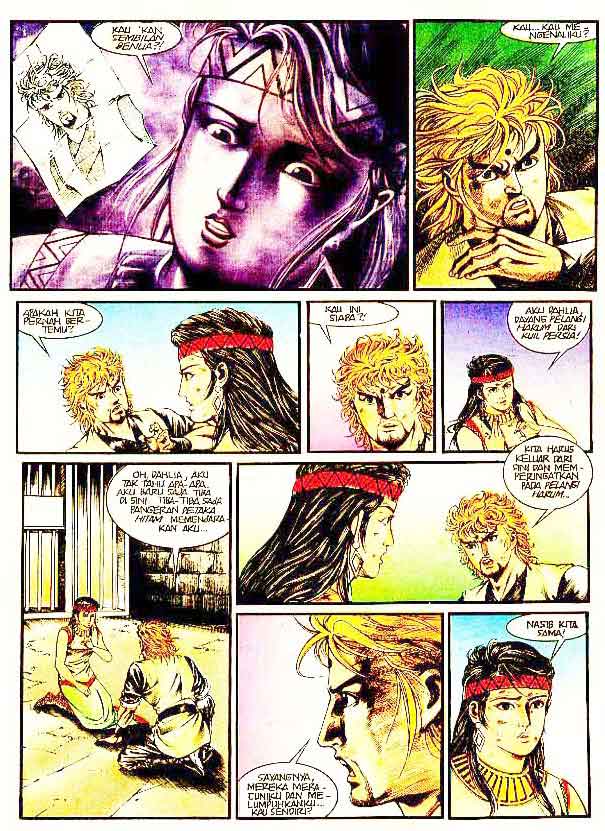 KAU 'KAN
SEMBILAN
BENUA?!
KAU... KAU ME-
NGENALIKU?
APAKAH KITA
PERNAH BER-
TEMU?
KAU INI
SIAPA?!
AKU DAHLIA,
DAYANG PELANGI
HARUM DARI
KUIL PERSIA!
OH, DAHLIA, AKU
TAK TAHU APA-APA.
AKU BARU SAJA TIBA
DI SINI TIBA-TIBA SAJA
PANGERAN PEJAKA
HITAM MEMENJARA-
KAN AKU...
KITA HARUS
KELUAR DARI
SINI DAN MEM-
PERINGATKAN
PADA PELANGI
HARUM...
SAYANGNYA,
MEREKA MERA-
CUNIKU DAN ME-
LUMPUHKANKU...
KAU SENDIRI?
NASIB KITA
SAMA!